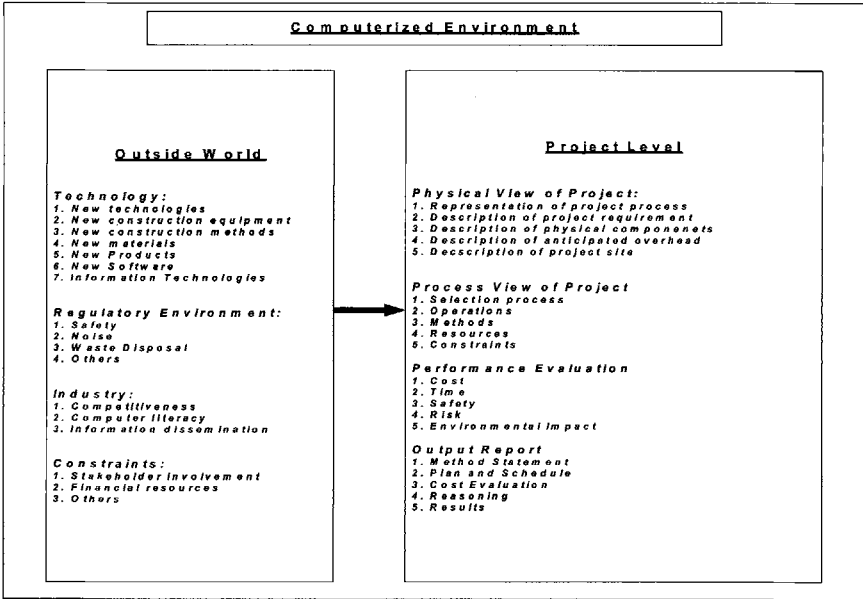 Computerized Environment
Outside World
Technology:
1. New technologies
2. New construction equipment
3. New construction methods
4. New materials
5. New Products
6. New Software
7. Information Technologies
Regulatory Environment:
1. Safety
2. Noise
3. Waste Disposal
4. Others
Industry:
1. Competitiveness
2. Computer literacy
3. Information dissemination
Constraints:
1. Stakeholder Involvement
2. Financial resources
3. Others
Project Level
Physical View of Project:
1. Representation of project process
2. Description of project requirement
3. Description of physical componenets
4. Description of anticipated overhead
5. Decscription of project site
Process View of Project
1. Selection process
2. Operations
3. Methods
4. Resources
5. Constraints
Performance Evaluation
1. Cost
2. Time
3. Safety
4. Risk
5. Environmental Impact
Output Report
1. Method Statement
2. Plan and Schedule
3. Cost Evaluation
4. Reasoning
5. Results